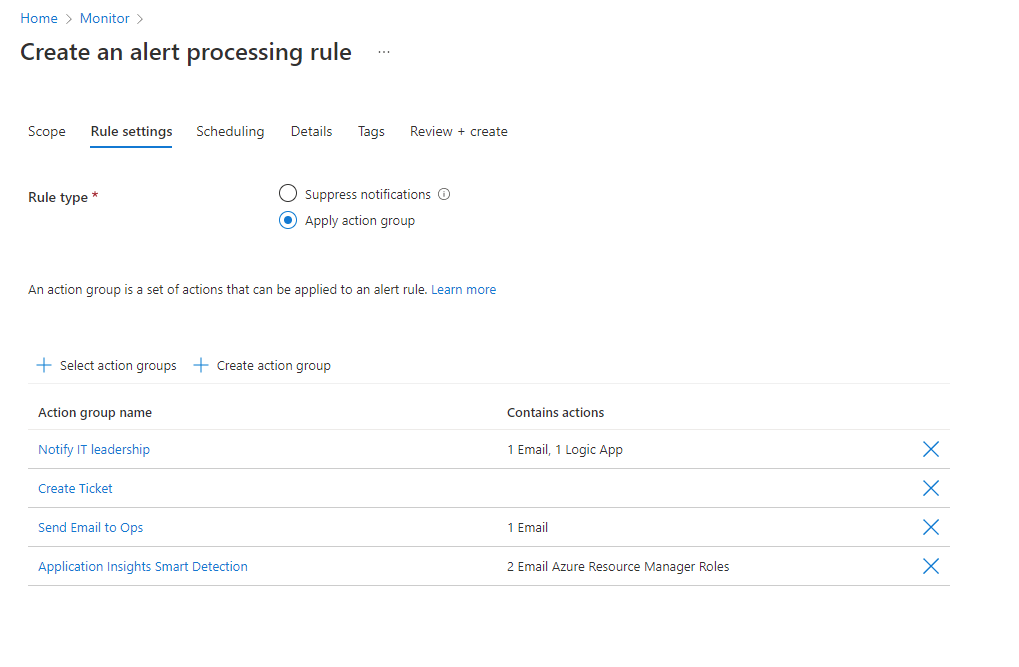 Home > Monitor >
Create an alert processing rule ...
Scope Rule settings Scheduling Details Tags Review + create
Rule type *
Suppress notifications
Apply action group
An action group is a set of actions that can be applied to an alert rule. Learn more
+ Select action groups + Create action group
Action group name Contains actions
Notify IT leadership 1 Email, 1 Logic App
Create Ticket
Send Email to Ops 1 Email
Application Insights Smart Detection 2 Email Azure Resource Manager Roles